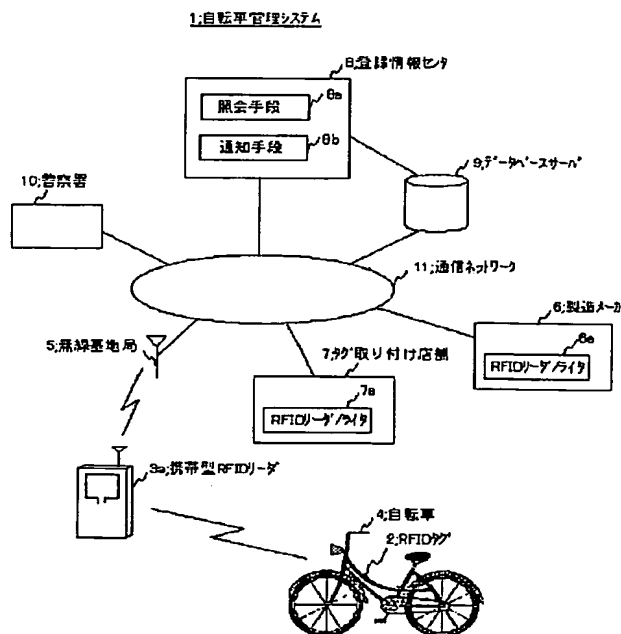 1;自転車管理システム
8;登録情報センタ
8a
照会手段
通知手段
8b
9;データベースサーバ
10;警察署
11;通信ネットワーク
6;製造メーカ
6a
RFIDリーダ/ライタ
5;無線基地局
7;タグ取り付け店舗
7a
RFIDリーダ/ライタ
3a;携帯型RFIDリーダ
4;自転車
2;RFIDタグ